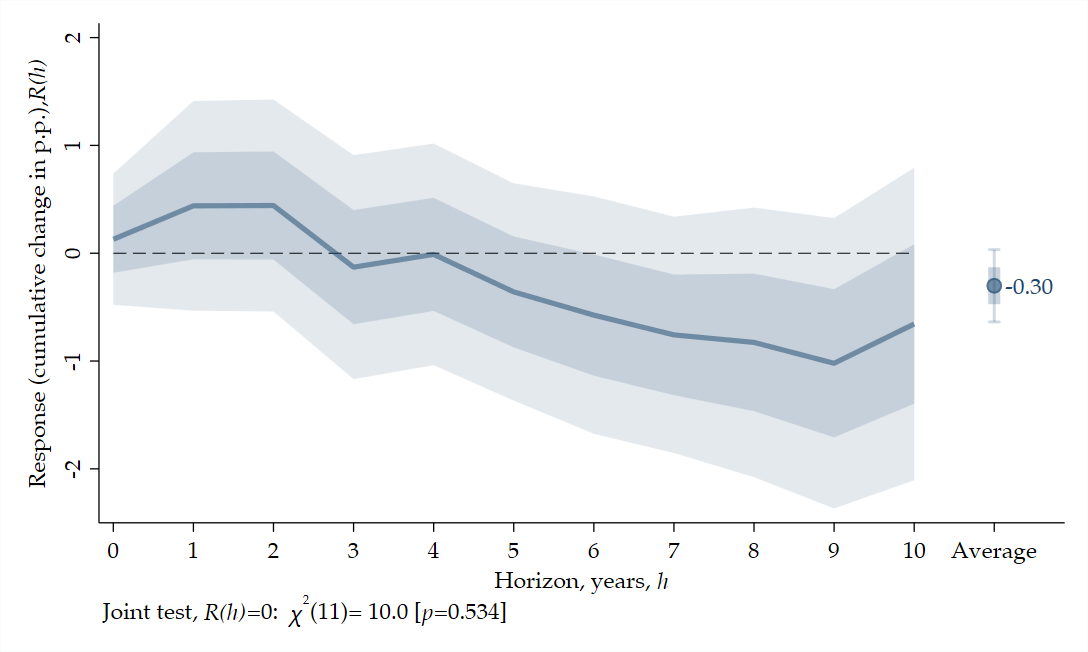 Response (cumulative change in p.p.),R(h)
2
1
0
-1
-2
-0.30
0 1 2 3 4 5 6 7 8 9 10 Average
Horizon, years, h
Joint test, R(h)=0: χ²(11)= 10.0 [p=0.534]